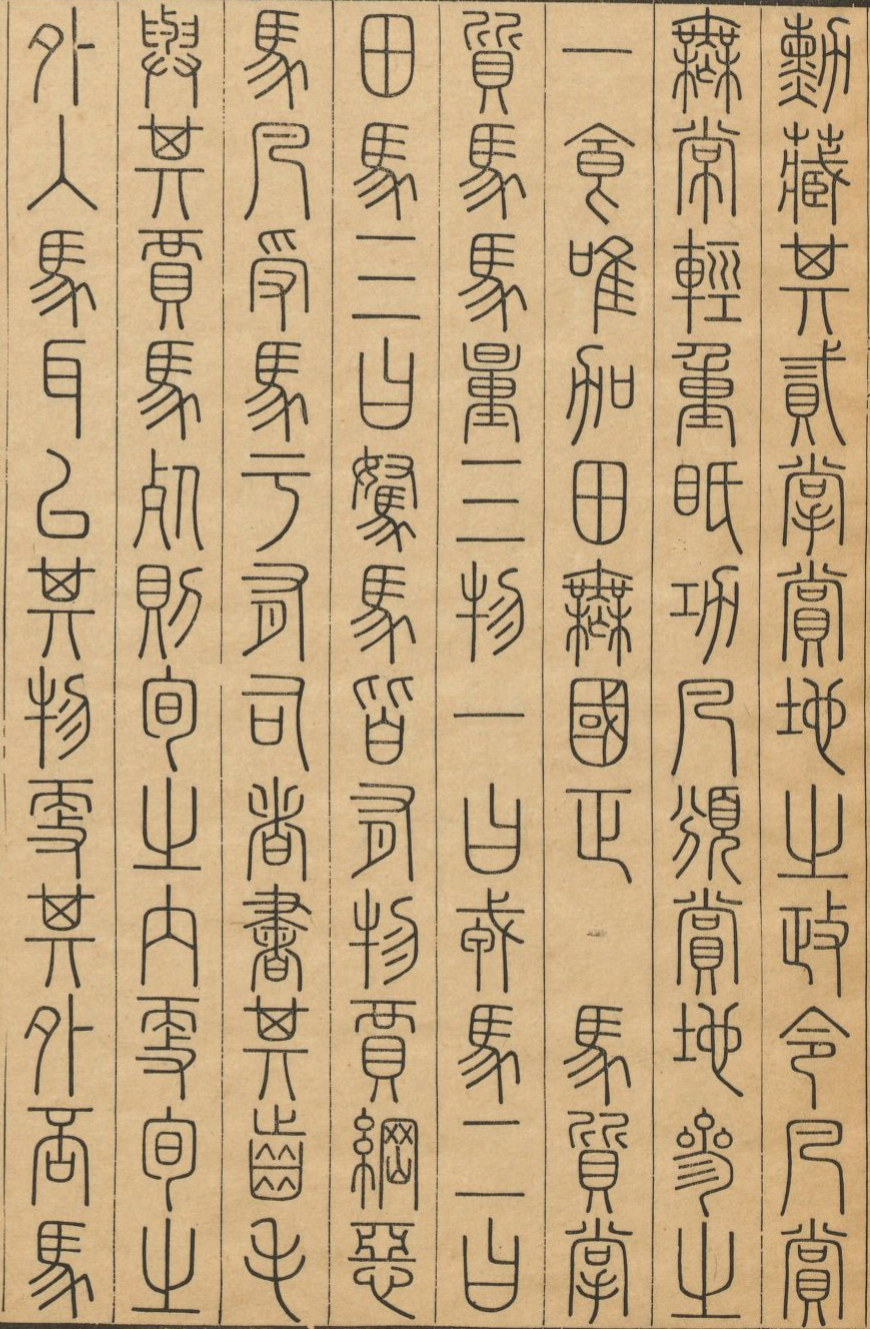 勳藏其貳掌賞地之政令凡賞
無常輕重眡功凡頒賞地參之
一食唯加田無國正　馬質掌
質馬馬量三物一曰戎馬二曰
田馬三曰駑馬皆有物賈綱惡
馬凡受馬于有司者書其齒毛
與其賈馬死則旬之內更旬之
外入馬耳以其物更其外否馬